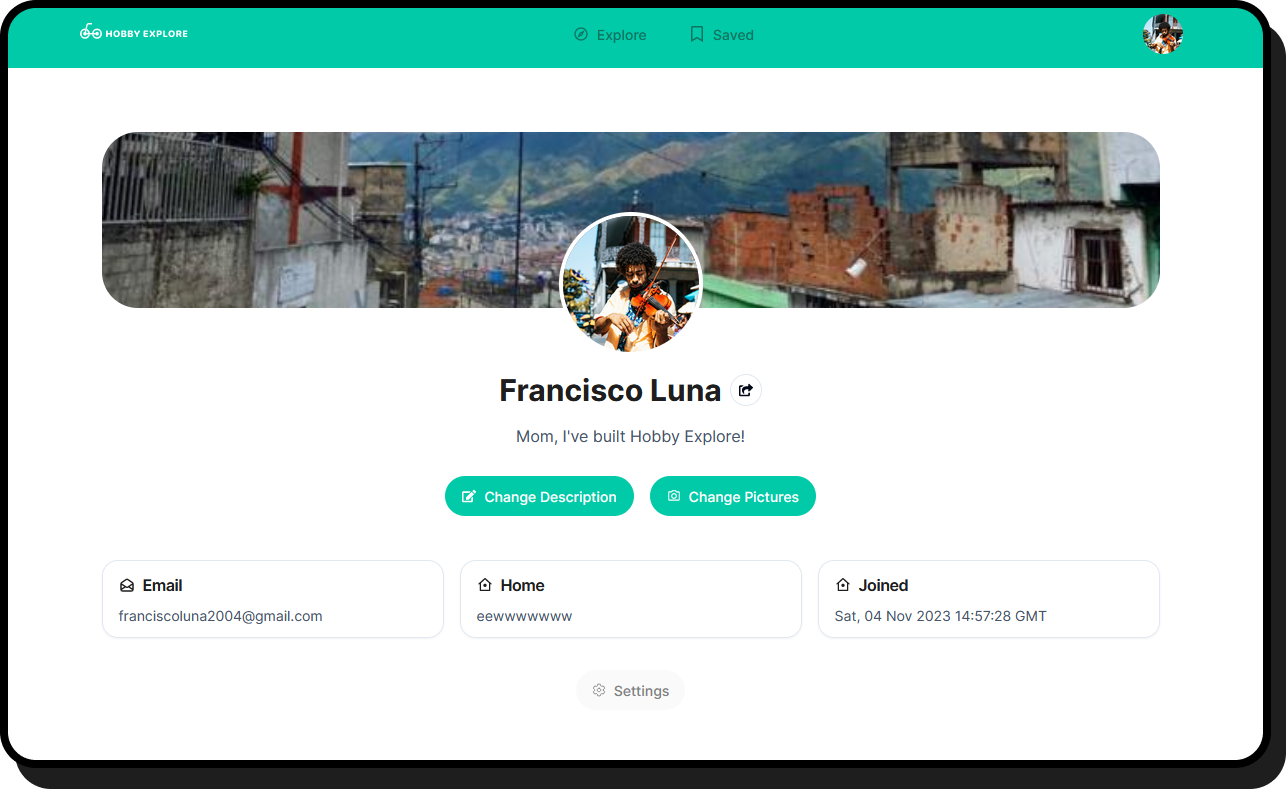 HOBBY EXPLORE
Explore
Saved
Francisco Luna
Mom, I've built Hobby Explore!
Change Description
Change Pictures
Email
franciscoluna2004@gmail.com
Home
eewwwwwww
Joined
Sat, 04 Nov 2023 14:57:28 GMT
Settings